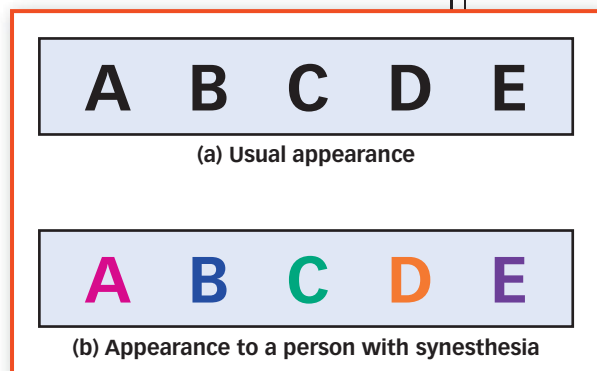 A B C D E
(a) Usual appearance
A B C D E
(b) Appearance to a person with synesthesia